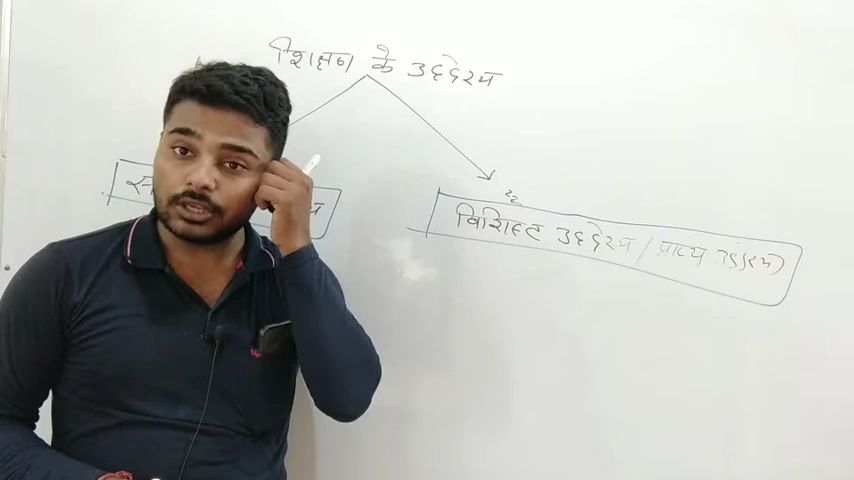 शिक्षण के उद्देश्य
विशिष्ट उद्देश्य / प्राप्य उद्देश्य